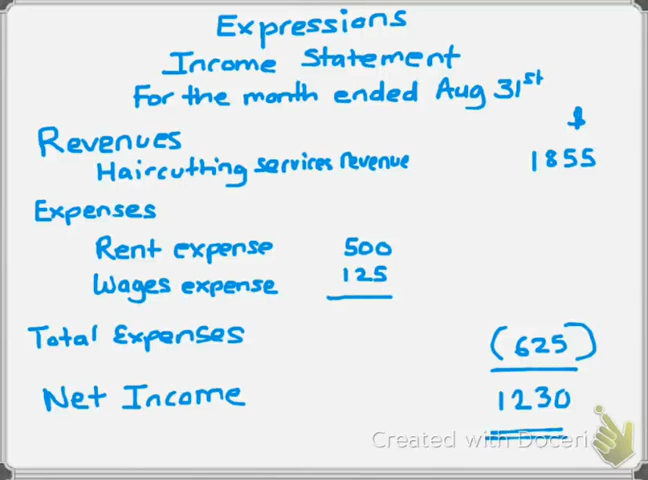 Expressions
Income Statement
For the month ended Aug 31st
$
Revenues
Haircutting services revenue 1855
Expenses
Rent expense 500
Wages expense 125
Total Expenses (625)
Net Income 1230
Created with Doceri